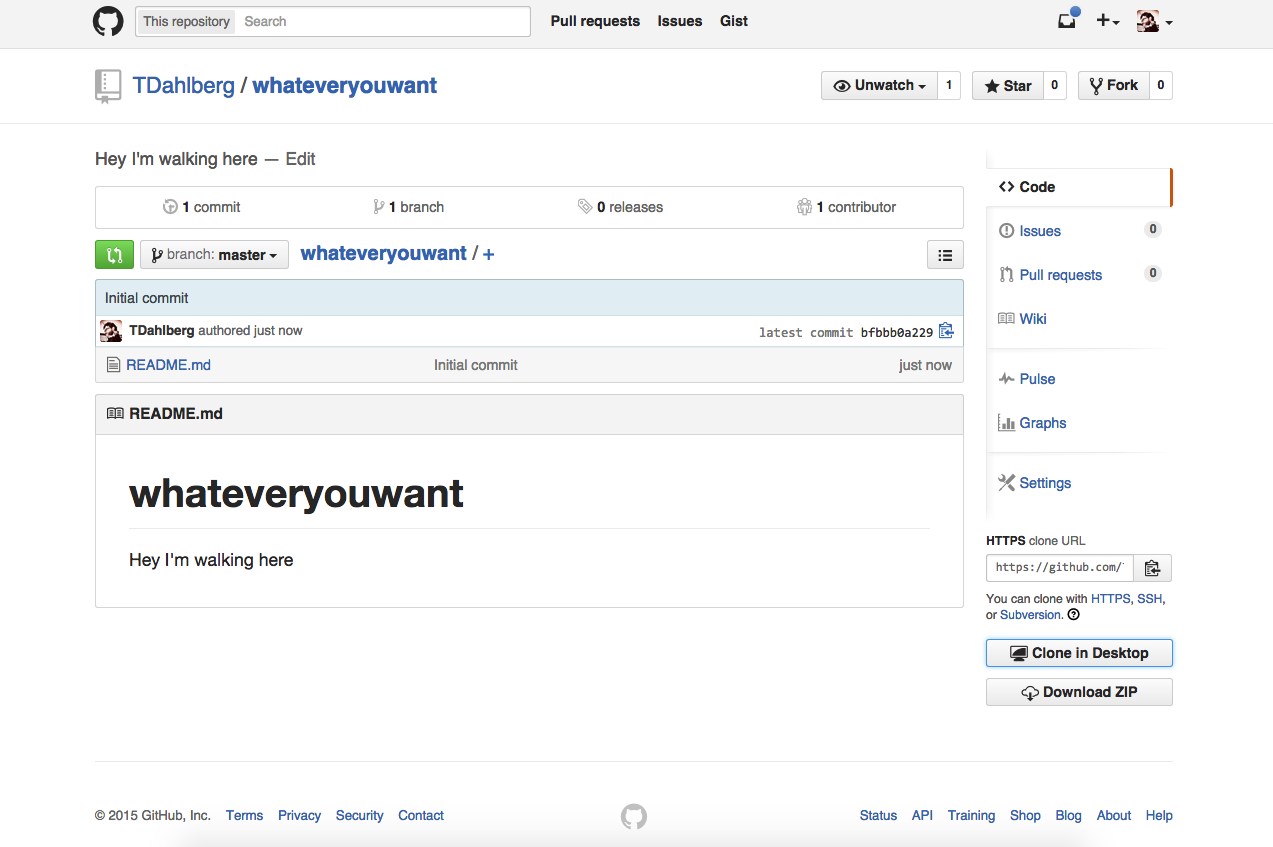 This repository Search Pull requests Issues Gist
TDahlberg / whateveryouwant Unwatch 1 Star 0 Fork 0
Hey I'm walking here — Edit
1 commit 1 branch 0 releases 1 contributor
branch: master whateveryouwant / +
Initial commit
TDahlberg authored just now latest commit bfbbb0a229
README.md Initial commit just now
README.md
whateveryouwant
Hey I'm walking here
Code
Issues 0
Pull requests 0
Wiki
Pulse
Graphs
Settings
HTTPS clone URL
https://github.com/
You can clone with HTTPS, SSH,
or Subversion.
Clone in Desktop
Download ZIP
© 2015 GitHub, Inc. Terms Privacy Security Contact Status API Training Shop Blog About Help